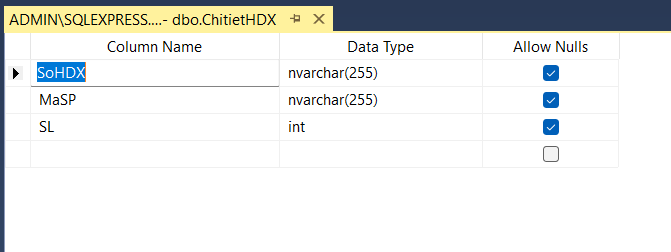 ADMIN\SQLEXPRESS....- dbo.ChitietHDX
Column Name Data Type Allow Nulls
SoHDX nvarchar(255)
MaSP nvarchar(255)
SL int